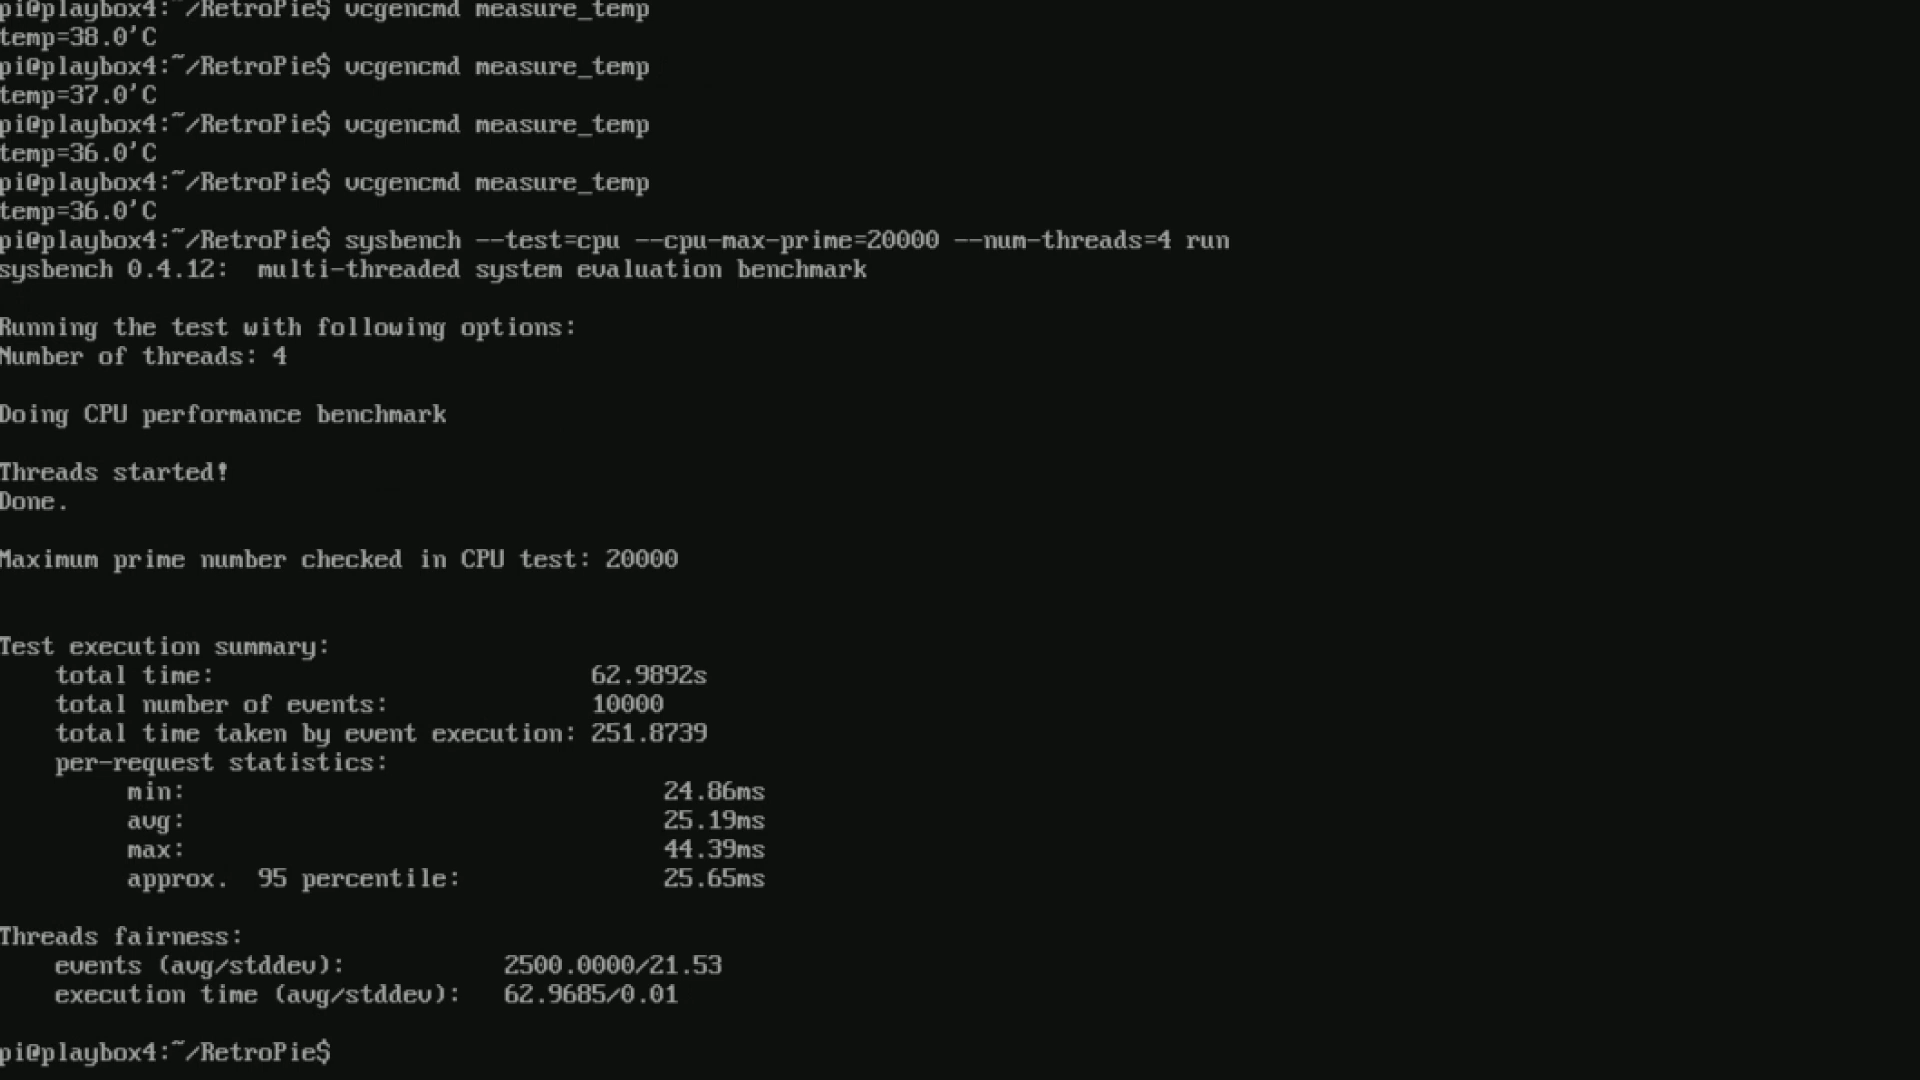 pi@playbox4:~/RetroPie$ vcgencmd measure_temp
temp=38.0'C
pi@playbox4:~/RetroPie$ vcgencmd measure_temp
temp=37.0'C
pi@playbox4:~/RetroPie$ vcgencmd measure_temp
temp=36.0'C
pi@playbox4:~/RetroPie$ vcgencmd measure_temp
temp=36.0'C
pi@playbox4:~/RetroPie$ sysbench --test=cpu --cpu-max-prime=20000 --num-threads=4 run
sysbench 0.4.12:  multi-threaded system evaluation benchmark
Running the test with following options:
Number of threads: 4
Doing CPU performance benchmark
Threads started!
Done.
Maximum prime number checked in CPU test: 20000
Test execution summary:
total time: 62.9892s
total number of events: 10000
total time taken by event execution: 251.8739
per-request statistics:
min: 24.86ms
avg: 25.19ms
max: 44.39ms
approx.  95 percentile: 25.65ms
Threads fairness:
events (avg/stddev): 2500.0000/21.53
execution time (avg/stddev): 62.9685/0.01
pi@playbox4:~/RetroPie$